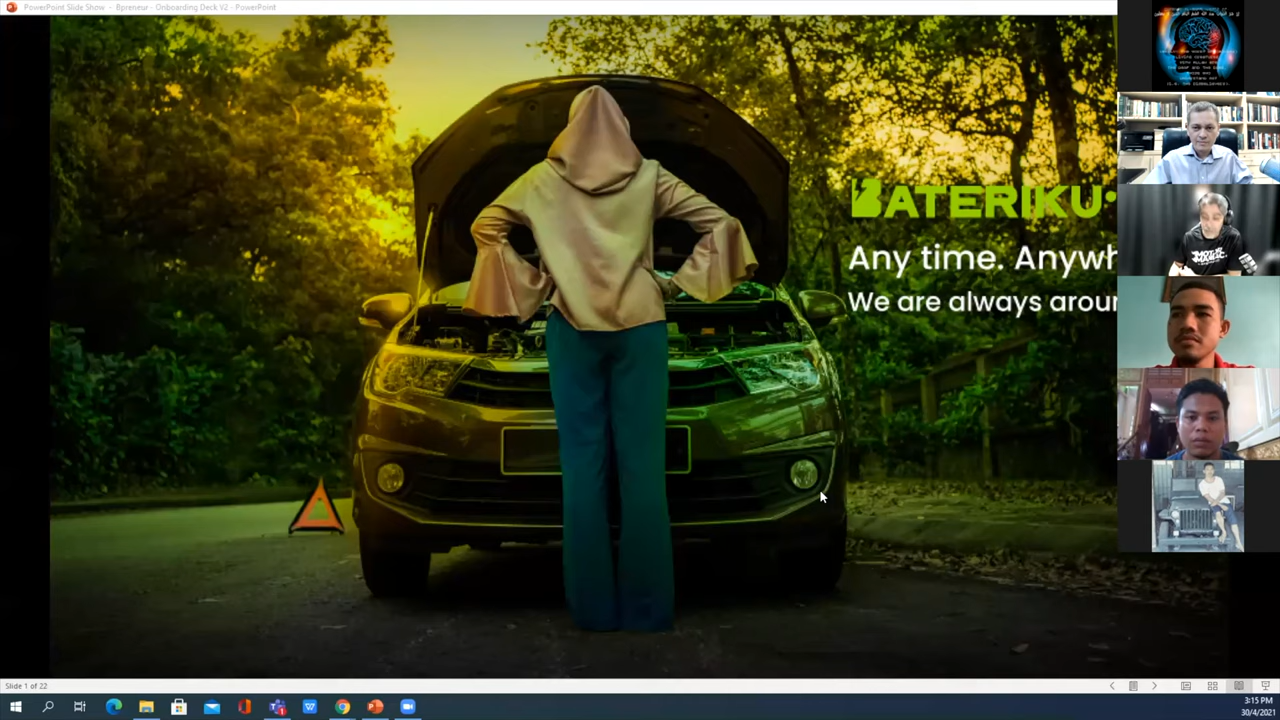 PowerPoint Slide Show - Bpreneur - Onboarding Deck V2 - PowerPoint
BATERIKU
Any time. Anywh
We are always arour
Slide 1 of 22
3:15 PM
30/4/2021